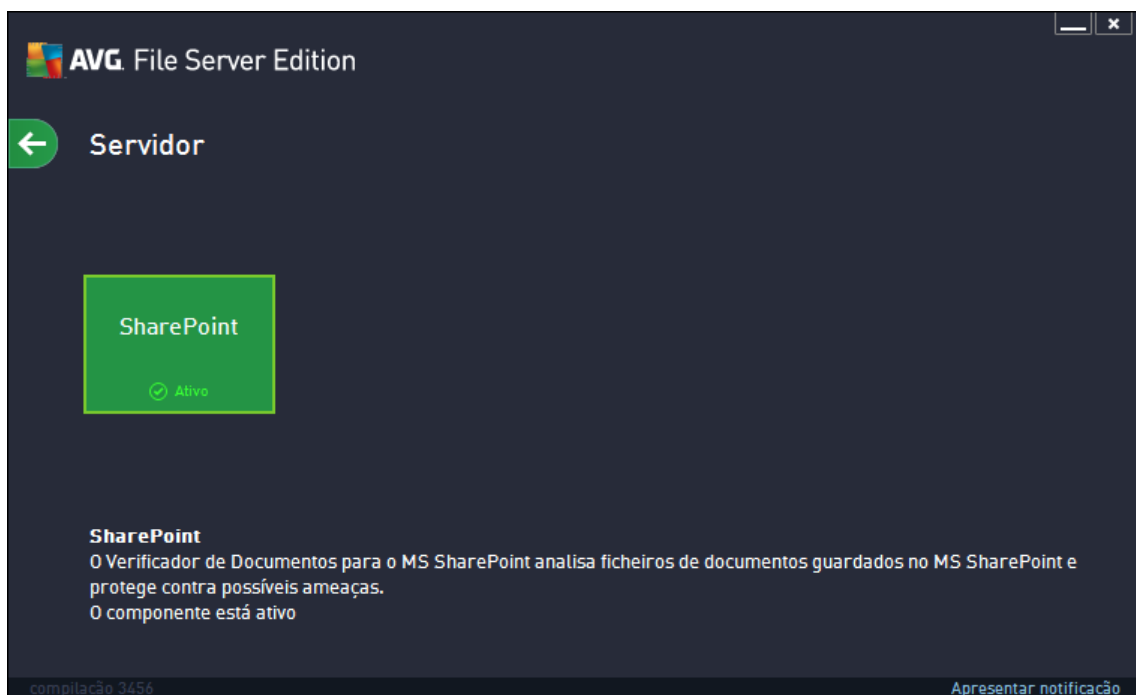 AVG. File Server Edition
Servidor
SharePoint
Ativo
SharePoint
O Verificador de Documentos para o MS SharePoint analisa ficheiros de documentos guardados no MS SharePoint e
protege contra possíveis ameaças.
O componente está ativo
compilação 3456
Apresentar notificação